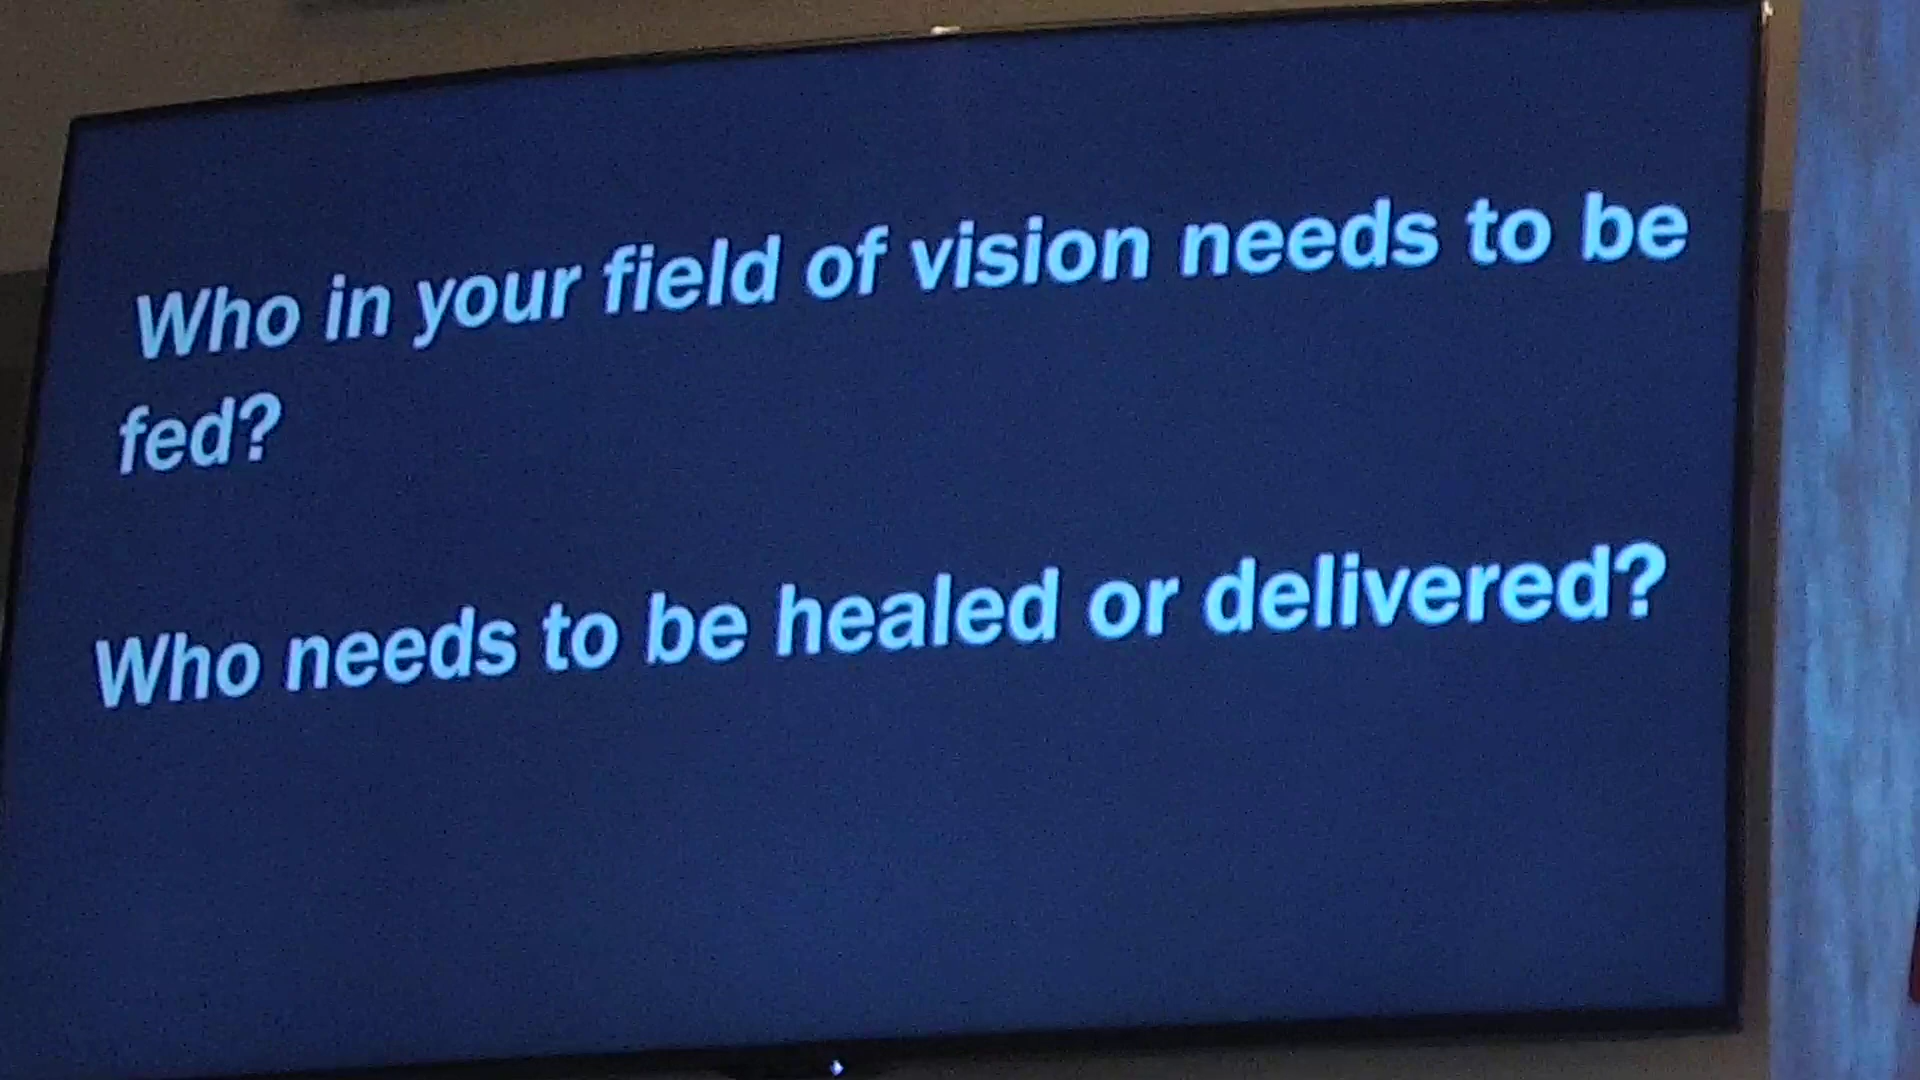 Who in your field of vision needs to be
fed?
Who needs to be healed or delivered?